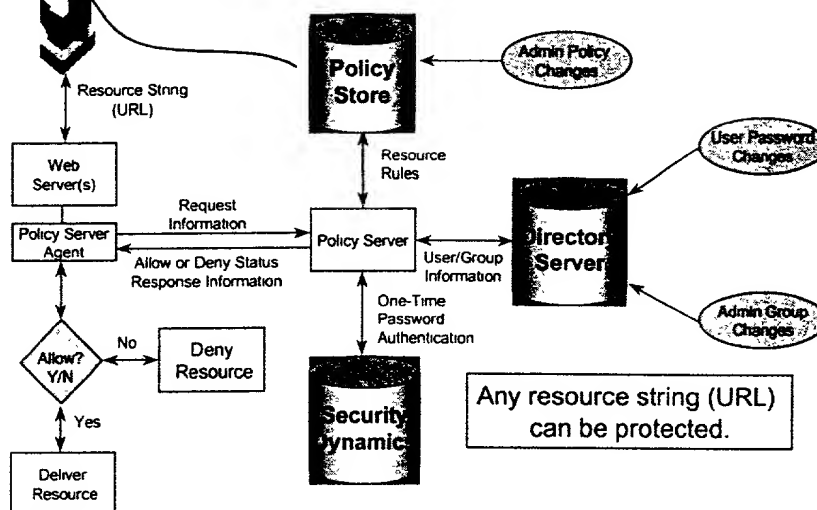 Policy
Store
Admin Policy
Changes
Resource String
(URL)
Resource
Rules
User Password
Changes
Web
Server(s)
Request
Information
Policy Server
Agent
Policy Server
Director
Server
Allow or Deny Status
Response Information
User/Group
Information
One-Time
Password
Authentication
Admin Group
Changes
No
Allow?
Y/N
Deny
Resource
Yes
Security
Dynamic
Any resource string (URL)
can be protected.
Deliver
Resource